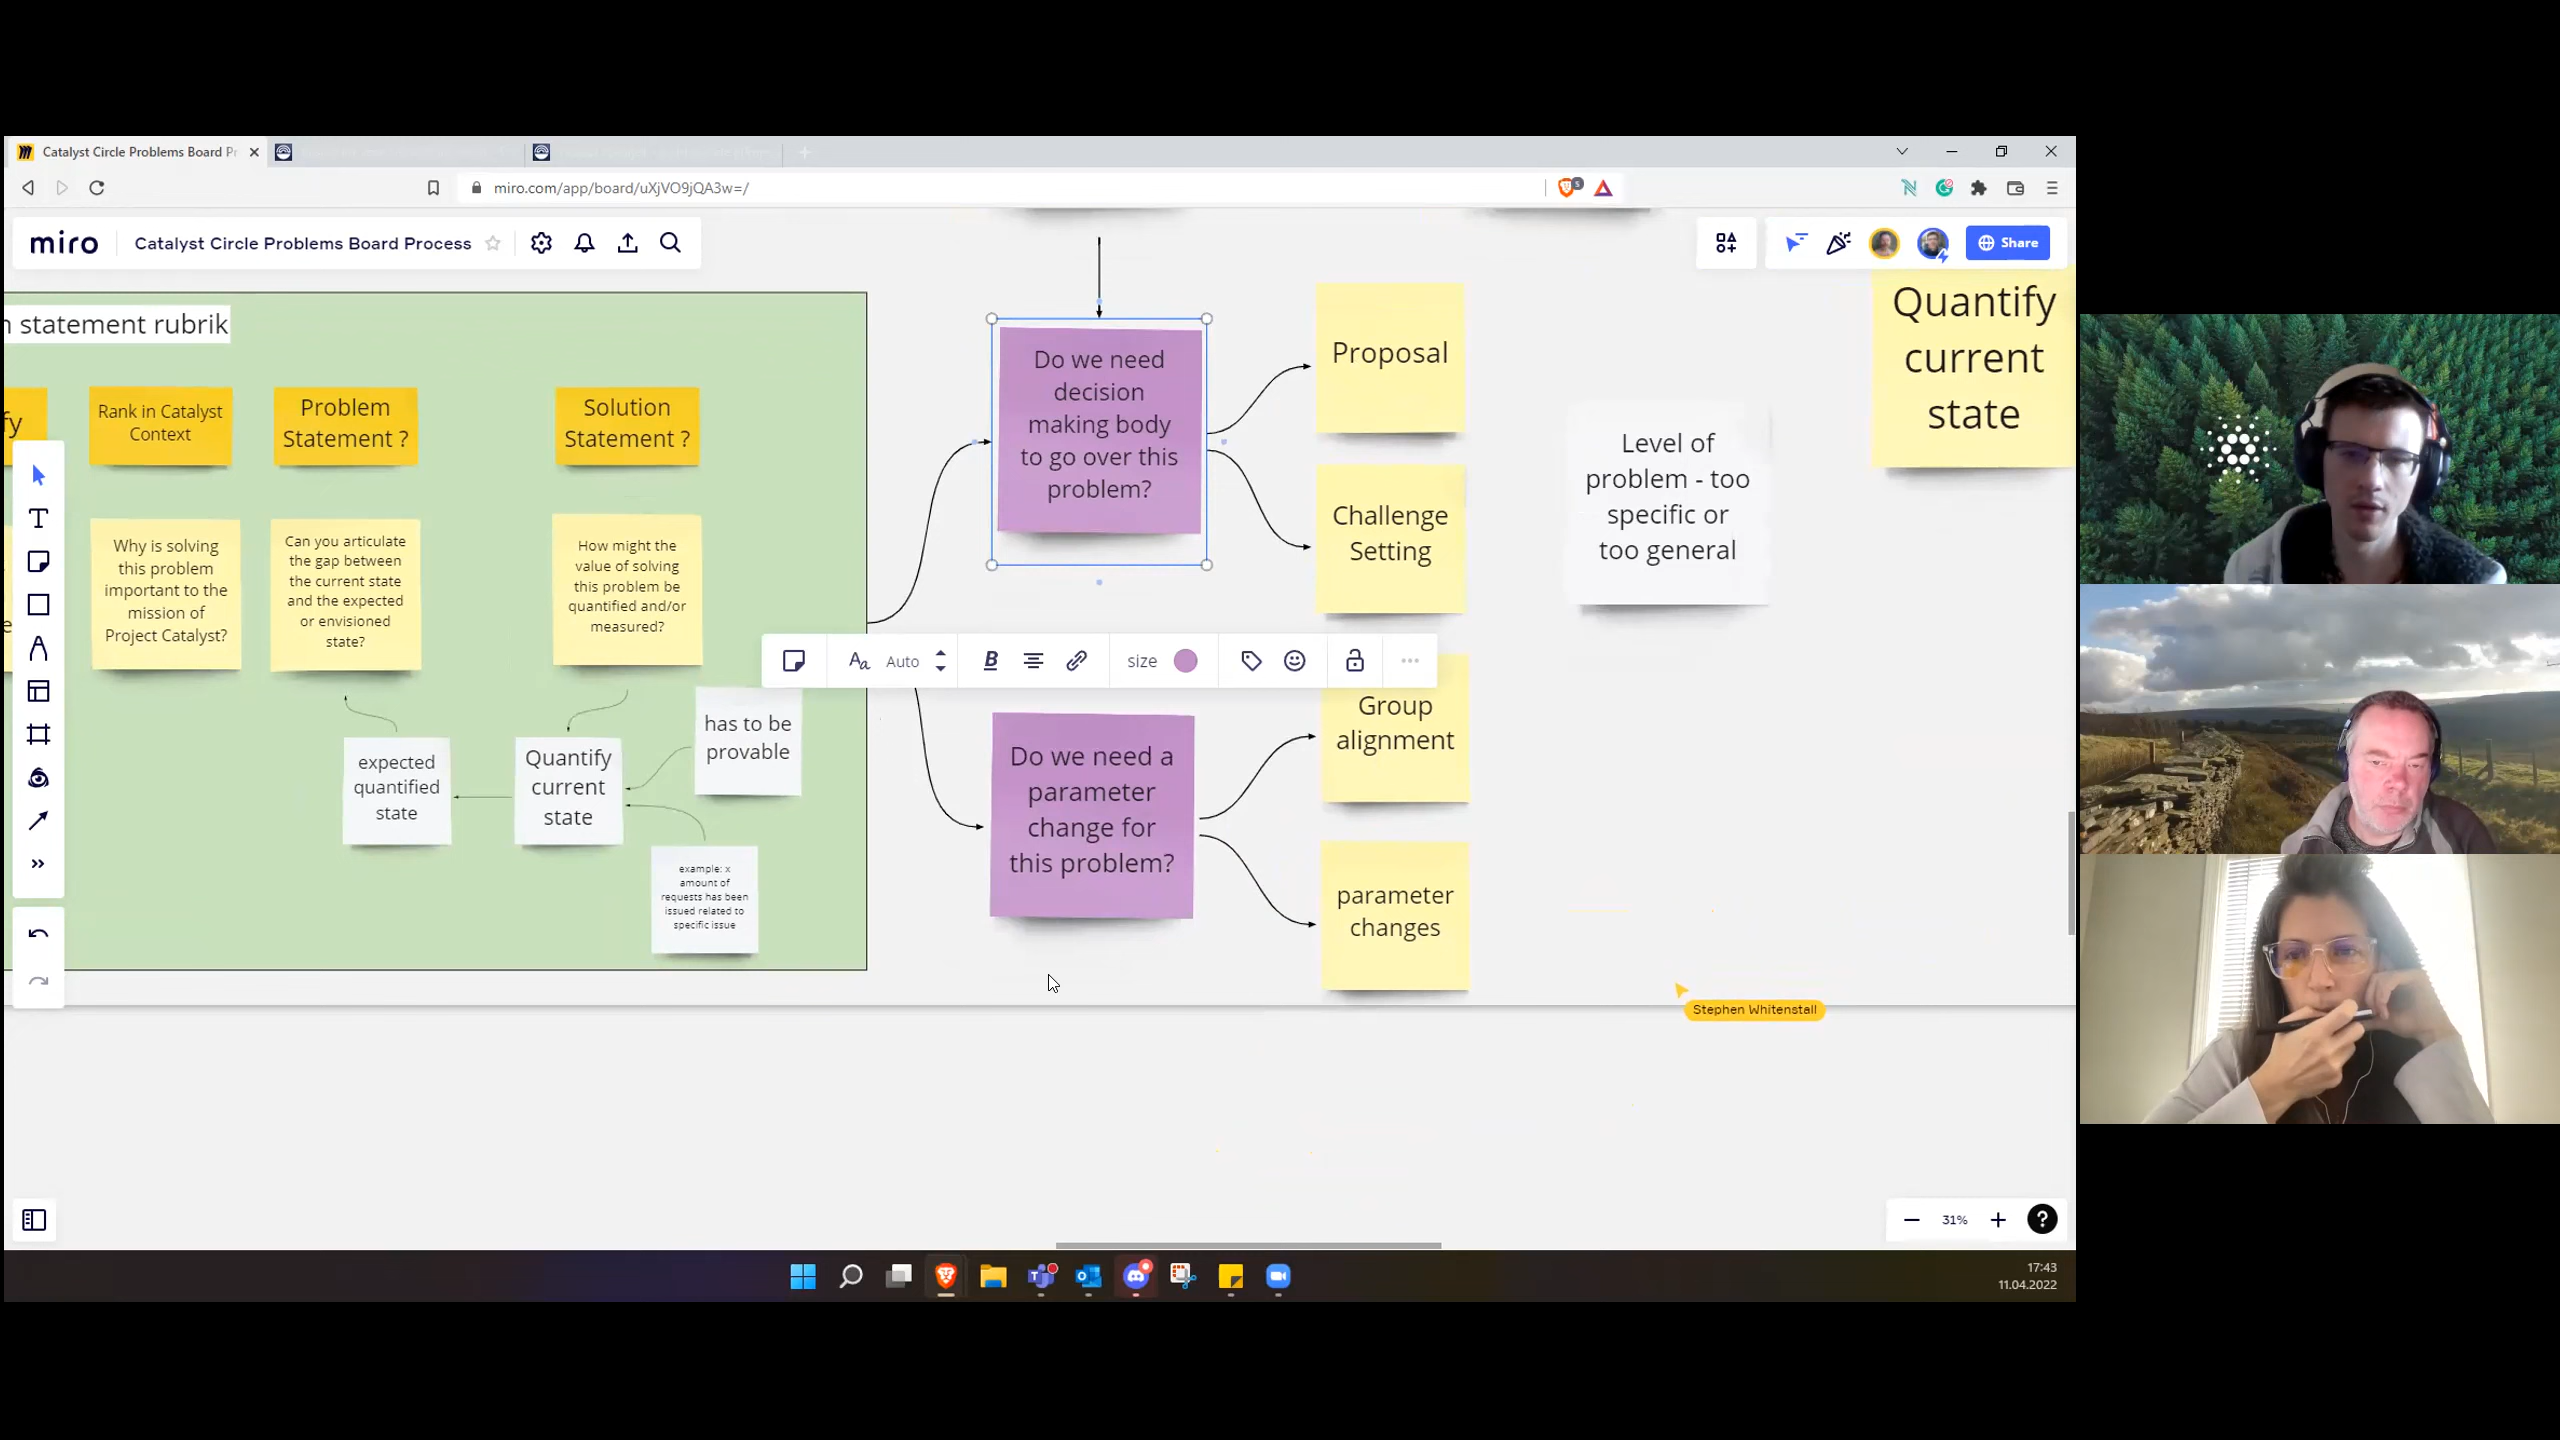 Catalyst Circle Problems Board Pr
miro.com/app/board/uXjVO9jQA3w=/
5
miro
Catalyst Circle Problems Board Process
Share
n statement rubrik
fy
Rank in Catalyst
Context
Problem
Statement ?
Solution
Statement ?
e
Why is solving
this problem
important to the
mission of
Project Catalyst?
Can you articulate
the gap between
the current state
and the expected
or envisioned
state?
How might the
value of solving
this problem be
quantified and/or
measured?
expected
quantified
state
Quantify
current
state
has to be
provable
example: x
amount of
requests has been
issued related to
specific issue
Do we need
decision
making body
to go over this
problem?
Proposal
Challenge
Setting
Level of
problem - too
specific or
too general
Quantify
current
state
Auto
B
size
Do we need a
parameter
change for
this problem?
Group
alignment
parameter
changes
Stephen Whitenstall
31%
?
17:43
11.04.2022